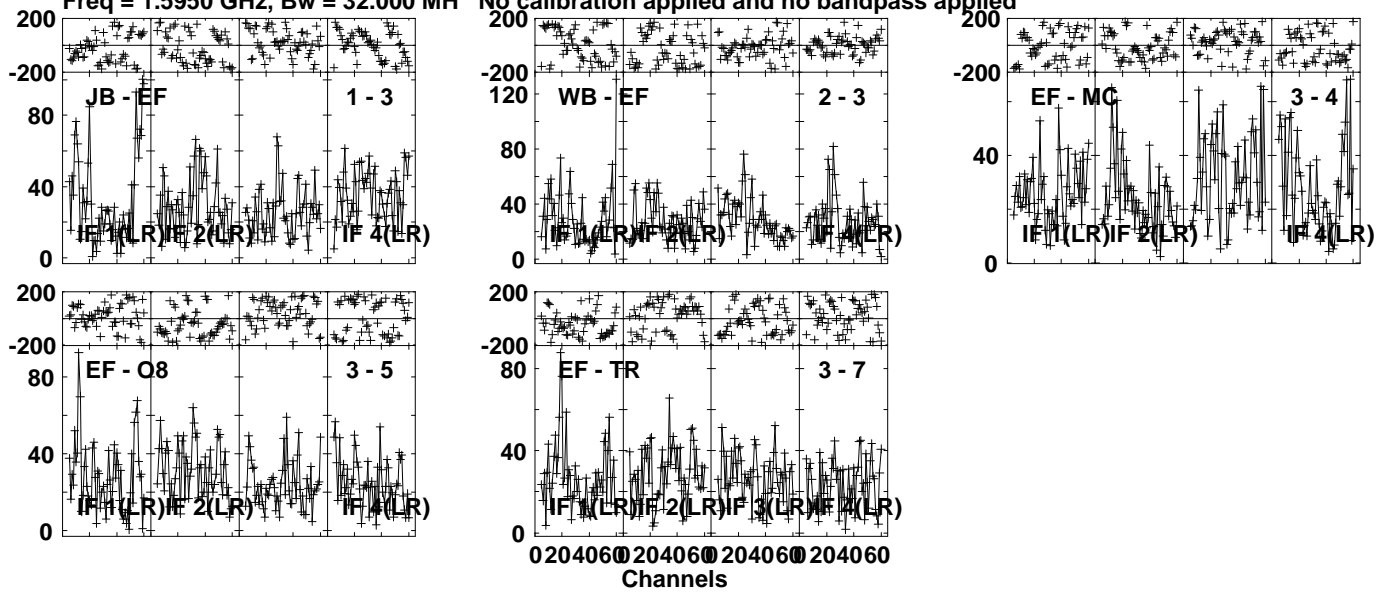 Freq = 1.5950 GHz, Bw = 32.000 MH No calibration applied and no bandpass applied
200
-200
JB - EF 1 - 3
80
40
0
IF 1(LR) IF 2(LR) IF 4(LR)
200
-200
WB - EF 2 - 3
120
80
40
0
IF 1(LR) IF 2(LR) IF 4(LR)
200
-200
EF - MC 3 - 4
40
0
IF 1(LR) IF 2(LR) IF 4(LR)
200
-200
EF - O8 3 - 5
80
40
0
IF 1(LR) IF 2(LR) IF 4(LR)
200
-200
EF - TR 3 - 7
80
40
0
IF 1(LR) IF 2(LR) IF 3(LR) IF 4(LR)
0 20 40 60 0 20 40 60 0 20 40 60 0 20 40 60
Channels